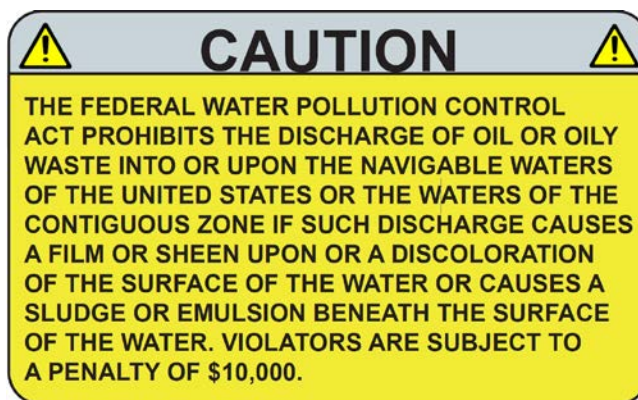 CAUTION
THE FEDERAL WATER POLLUTION CONTROL
ACT PROHIBITS THE DISCHARGE OF OIL OR OILY
WASTE INTO OR UPON THE NAVIGABLE WATERS
OF THE UNITED STATES OR THE WATERS OF THE
CONTIGUOUS ZONE IF SUCH DISCHARGE CAUSES
A FILM OR SHEEN UPON OR A DISCOLORATION
OF THE SURFACE OF THE WATER OR CAUSES A
SLUDGE OR EMULSION BENEATH THE SURFACE
OF THE WATER. VIOLATORS ARE SUBJECT TO
A PENALTY OF $10,000.